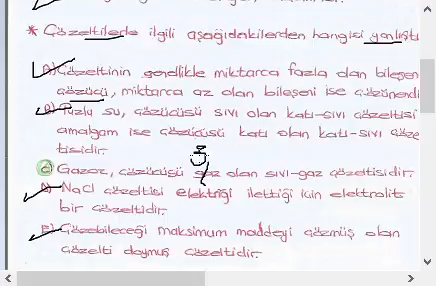 * Çözeltilerle ilgili aşağıdakilerden hangisi yanlıştı
A) Çözeltinin genellikle miktarca fazla olan bileşen
çözücü, miktarca az olan bileşeni ise çözünendi
B) Tuzlu su, çözücüsü sıvı olan katı-sıvı çözeltisi
amalgam ise çözücüsü katı olan katı-sıvı çöze
tisidir.
C) Gazoz, çözücüsü gaz olan sıvı-gaz çözeltisidir.
D) NaCl çözeltisi elektriği ilettiği için elektrolit
bir çözeltidir.
E) Çözebileceği maksimum maddeyi çözmüş olan
çözelti doymuş çözeltidir.